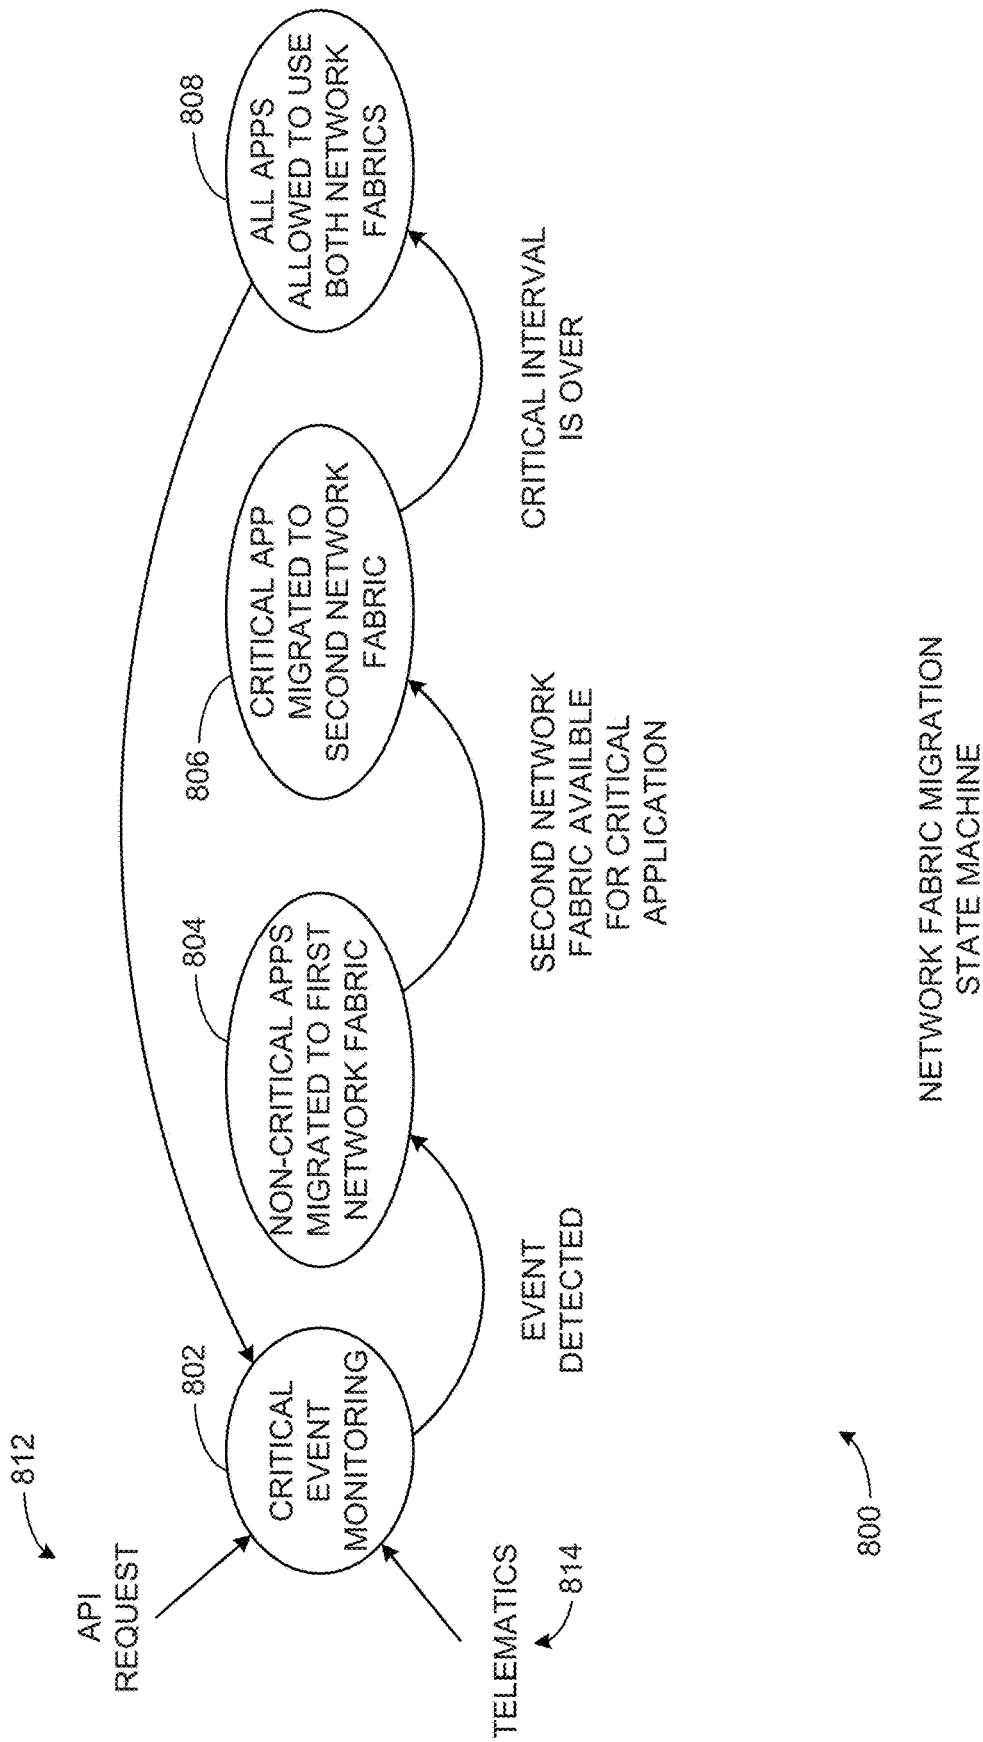 API
REQUEST
812
802
CRITICAL
EVENT
MONITORING
TELEMATICS
814
EVENT
DETECTED
804
NON-CRITICAL APPS
MIGRATED TO FIRST
NETWORK FABRIC
SECOND NETWORK
FABRIC AVAILBLE
FOR CRITICAL
APPLICATION
806
CRITICAL APP
MIGRATED TO
SECOND NETWORK
FABRIC
CRITICAL INTERVAL
IS OVER
808
ALL APPS
ALLOWED TO USE
BOTH NETWORK
FABRICS
800
NETWORK FABRIC MIGRATION
STATE MACHINE